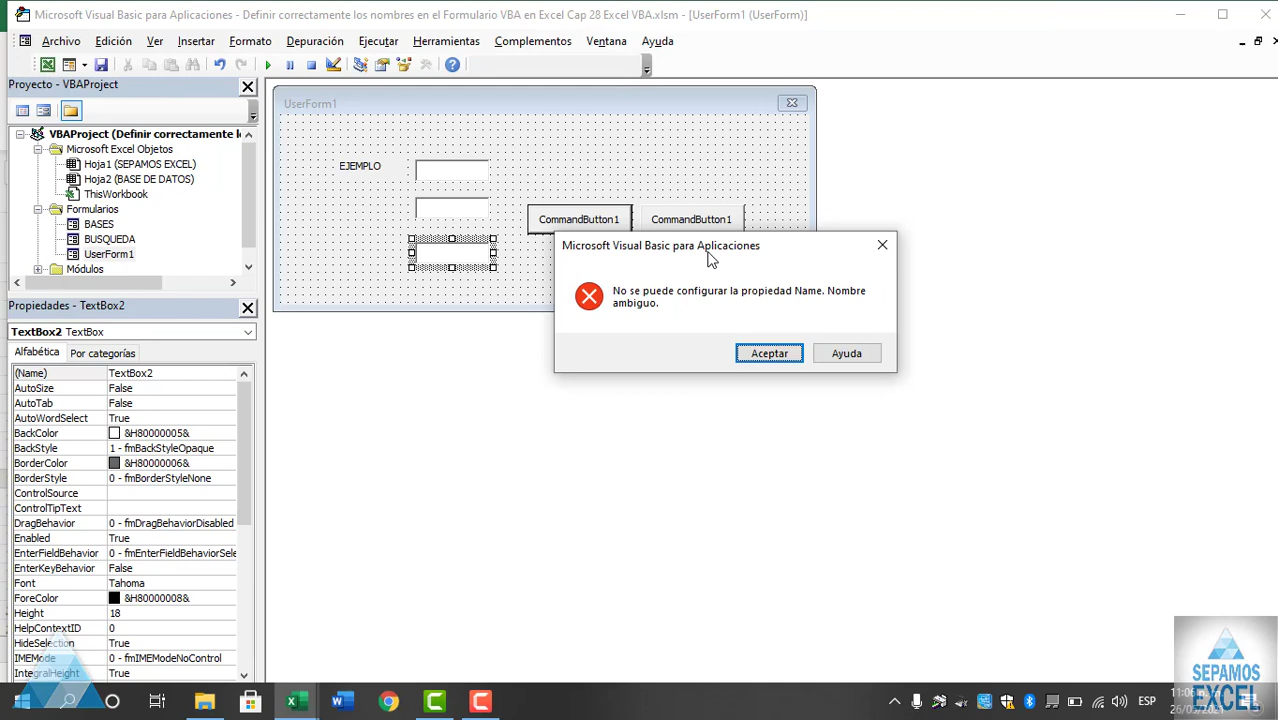 Microsoft Visual Basic para Aplicaciones - Definir correctamente los nombres en el Formulario VBA en Excel Cap 28 Excel VBA.xlsm - [UserForm1 (UserForm)]
Archivo Edición Ver Insertar Formato Depuración Ejecutar Herramientas Complementos Ventana Ayuda
Proyecto - VBAProject
VBAProject (Definir correctamente l
Microsoft Excel Objetos
Hoja1 (SEPAMOS EXCEL)
Hoja2 (BASE DE DATOS)
ThisWorkbook
Formularios
BASES
BUSQUEDA
UserForm1
Módulos
Propiedades - TextBox2
TextBox2 TextBox
Alfabética Por categorías
(Name) TextBox2
AutoSize False
AutoTab False
AutoWordSelect True
BackColor &H80000005&
BackStyle 1 - fmBackStyleOpaque
BorderColor &H80000006&
BorderStyle 0 - fmBorderStyleNone
ControlSource
ControlTipText
DragBehavior 0 - fmDragBehaviorDisabled
Enabled True
EnterFieldBehavior 0 - fmEnterFieldBehaviorSele
EnterKeyBehavior False
Font Tahoma
ForeColor &H80000008&
Height 18
HelpContextID 0
HideSelection True
IMEMode 0 - fmIMEModeNoControl
IntegralHeight True
UserForm1
EJEMPLO
CommandButton1 CommandButton1
Microsoft Visual Basic para Aplicaciones
No se puede configurar la propiedad Name. Nombre
ambiguo.
Aceptar Ayuda
SEPAMOS
EXCEL
ESP